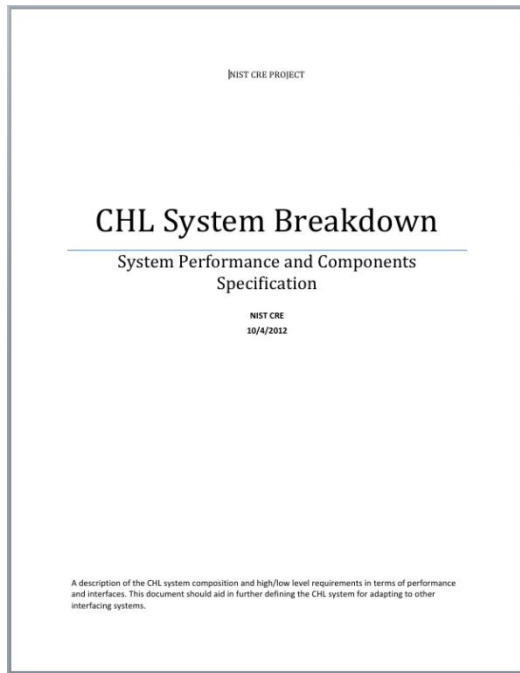 NIST CRE PROJECT
CHL System Breakdown
System Performance and Components
Specification
NIST CRE
10/4/2012
A description of the CHL system composition and high/low level requirements in terms of performance
and interfaces. This document should aid in further defining the CHL system for adapting to other
interfacing systems.